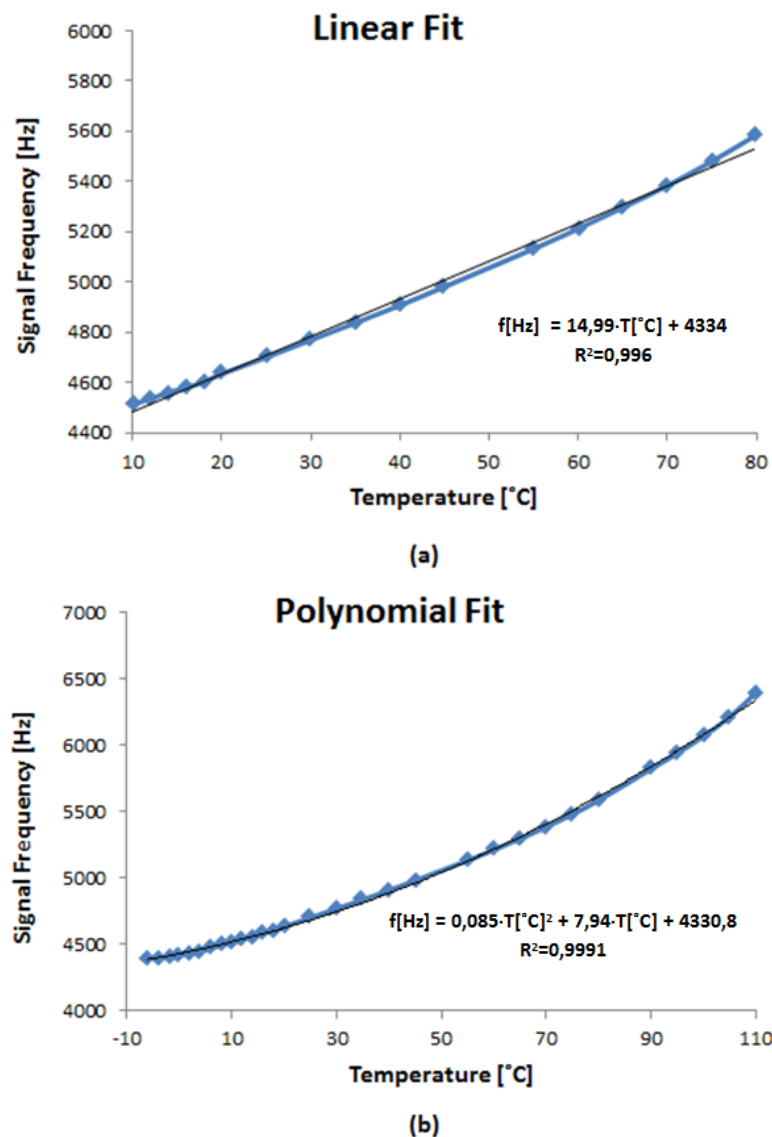 Linear Fit
Signal Frequency [Hz]
6000
5800
5600
5400
5200
5000
4800
4600
4400
f[Hz] = 14,99·T[˚C] + 4334
R²=0,996
10 20 30 40 50 60 70 80
Temperature [˚C]
(a)
Polynomial Fit
Signal Frequency [Hz]
7000
6500
6000
5500
5000
4500
4000
f[Hz] = 0,085·T[˚C]² + 7,94·T[˚C] + 4330,8
R²=0,9991
-10 10 30 50 70 90 110
Temperature [˚C]
(b)